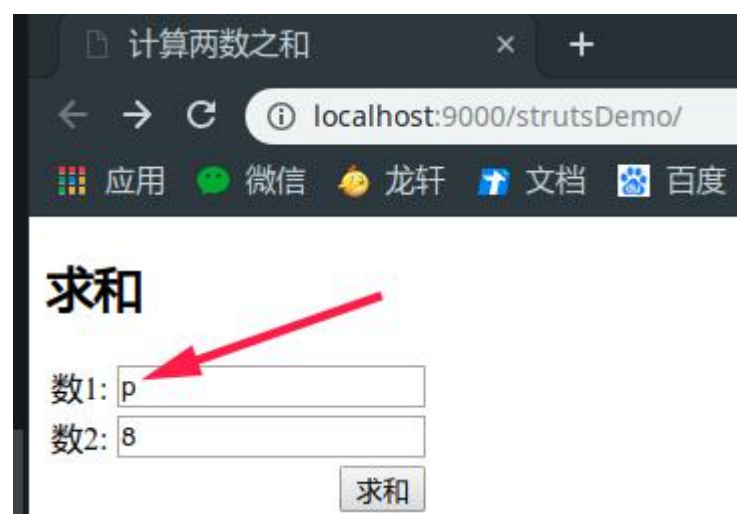 计算两数之和
localhost:9000/strutsDemo/
应用 微信 龙轩 文档 百度
求和
数1: p
数2: 8
求和